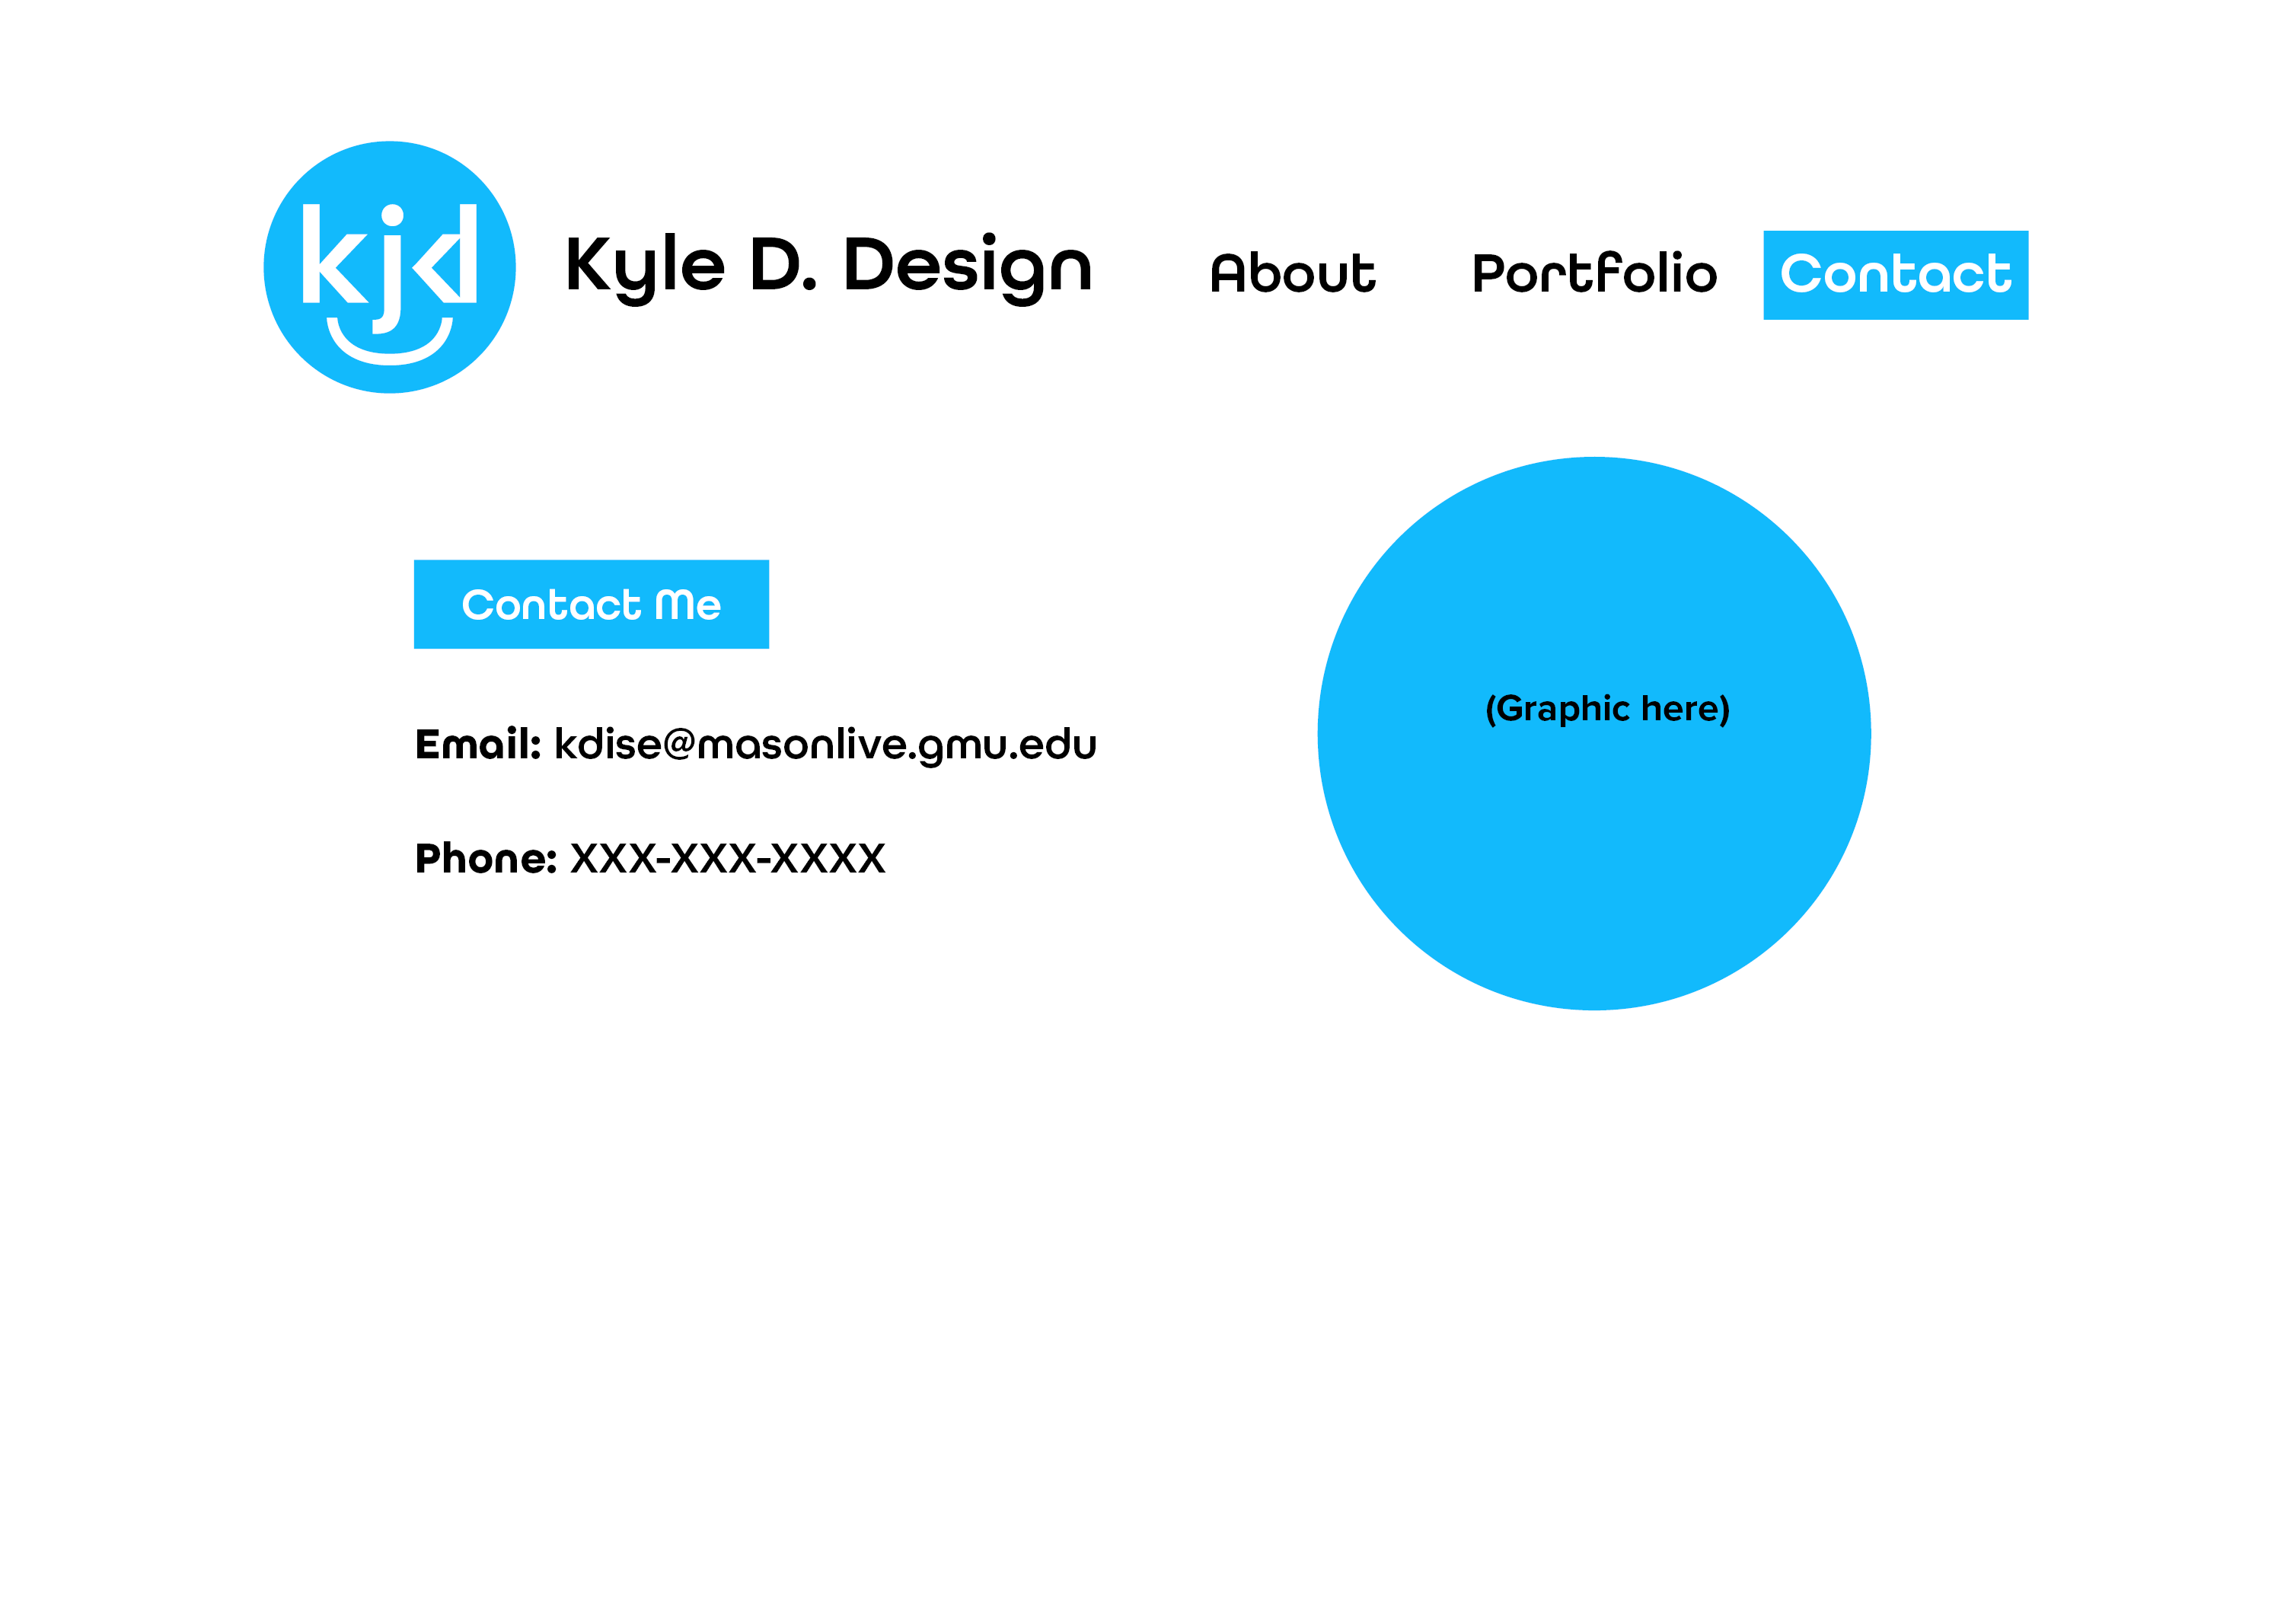 kjd
Kyle D. Design
About
Portfolio
Contact
Contact Me
(Graphic here)
Email: kdise@masonlive.gmu.edu
Phone: XXX-XXX-XXXX